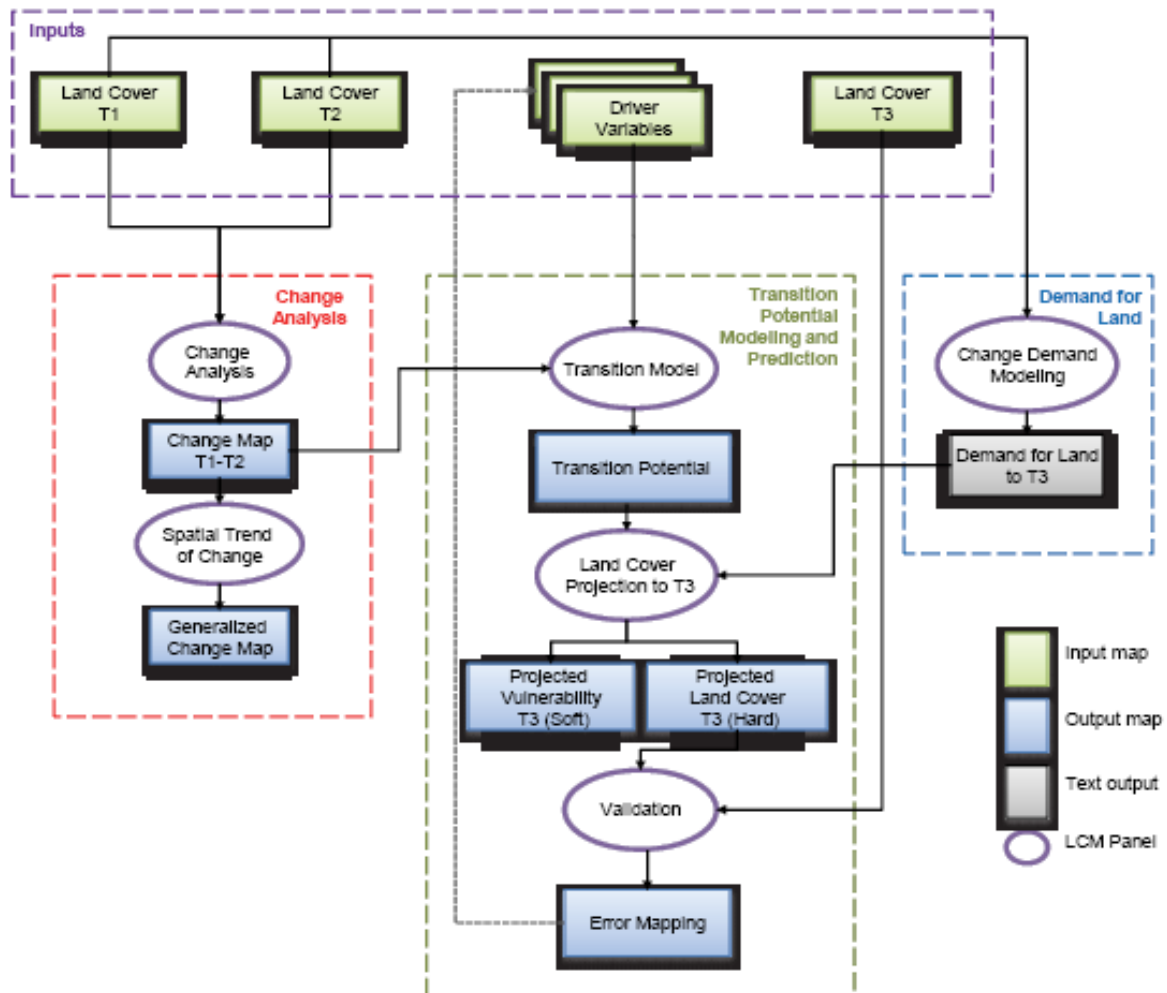 Inputs
Land Cover
T1
Land Cover
T2
Driver
Variables
Land Cover
T3
Change
Analysis
Transition
Potential
Modeling and
Prediction
Demand for
Land
Change
Analysis
Transition Model
Change Demand
Modeling
Change Map
T1-T2
Transition Potential
Demand for Land
to T3
Spatial Trend
of Change
Land Cover
Projection to T3
Generalized
Change Map
Projected
Vulnerability
T3 (Soft)
Projected
Land Cover
T3 (Hard)
Validation
Error Mapping
Input map
Output map
Text output
LCM Panel